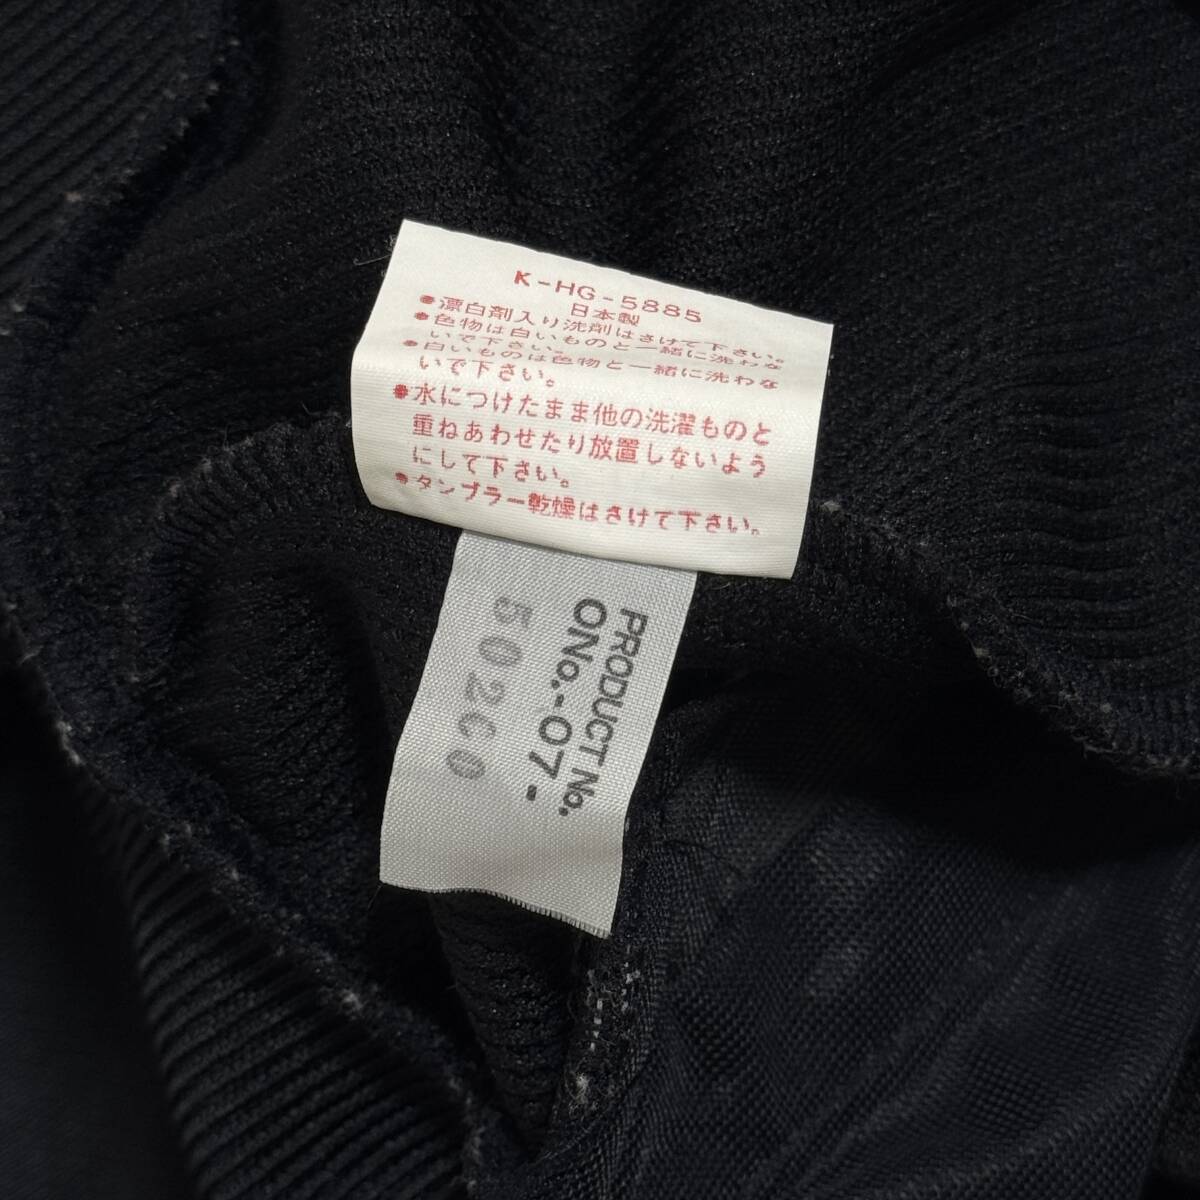 K-HG-5885
日本製
●漂白剤入り洗剤はさけて下さい。
●色物は白いものと一緒に洗わな
いで下さい。
●白いものは色物と一緒に洗わな
いで下さい。
●水につけたまま他の洗濯ものと
重ねあわせたり放置しないよう
にして下さい。
●タンブラー乾燥はさけて下さい。
PRODUCT No.
ONo.-07-
502C0